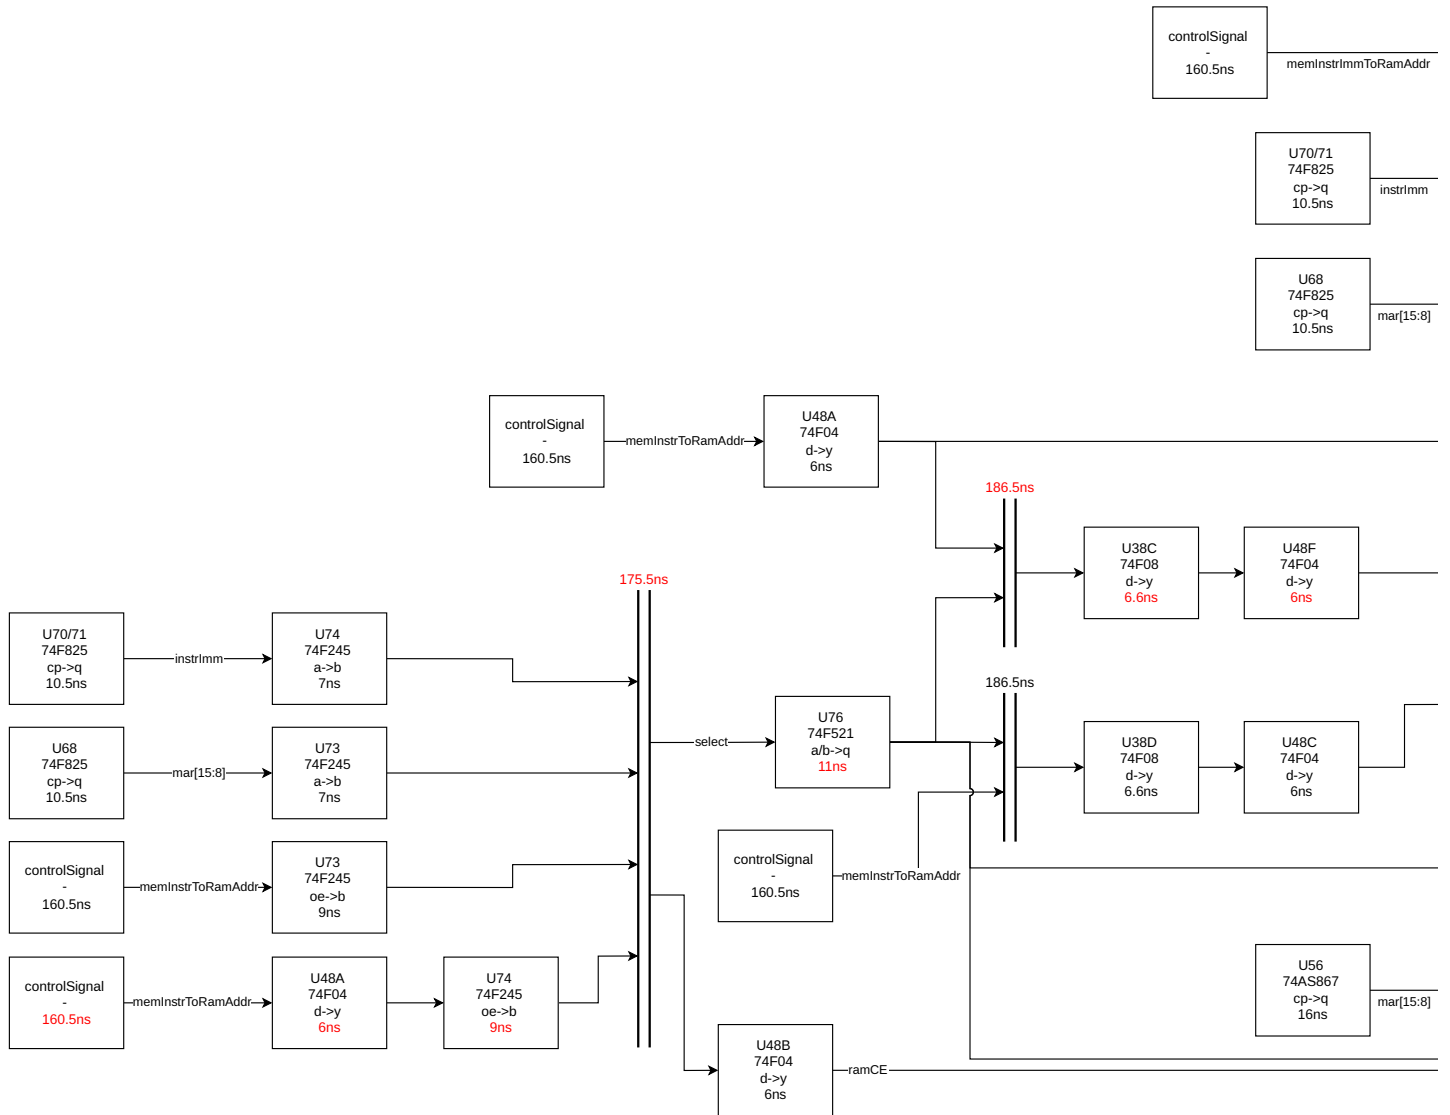 controlSignal
-
160.5ns
memInstrImmToRamAddr
U70/71
74F825
cp->q
10.5ns
instrImm
U68
74F825
cp->q
10.5ns
mar[15:8]
controlSignal
-
160.5ns
memInstrToRamAddr
U48A
74F04
d->y
6ns
186.5ns
U38C
74F08
d->y
6.6ns
U48F
74F04
d->y
6ns
175.5ns
U70/71
74F825
cp->q
10.5ns
instrImm
U74
74F245
a->b
7ns
186.5ns
U68
74F825
cp->q
10.5ns
mar[15:8]
U73
74F245
a->b
7ns
select
U76
74F521
a/b->q
11ns
U38D
74F08
d->y
6.6ns
U48C
74F04
d->y
6ns
controlSignal
-
160.5ns
memInstrToRamAddr
U73
74F245
oe->b
9ns
controlSignal
-
160.5ns
memInstrToRamAddr
controlSignal
-
160.5ns
memInstrToRamAddr
U48A
74F04
d->y
6ns
U74
74F245
oe->b
9ns
U56
74AS867
cp->q
16ns
mar[15:8]
U48B
74F04
d->y
6ns
ramCE